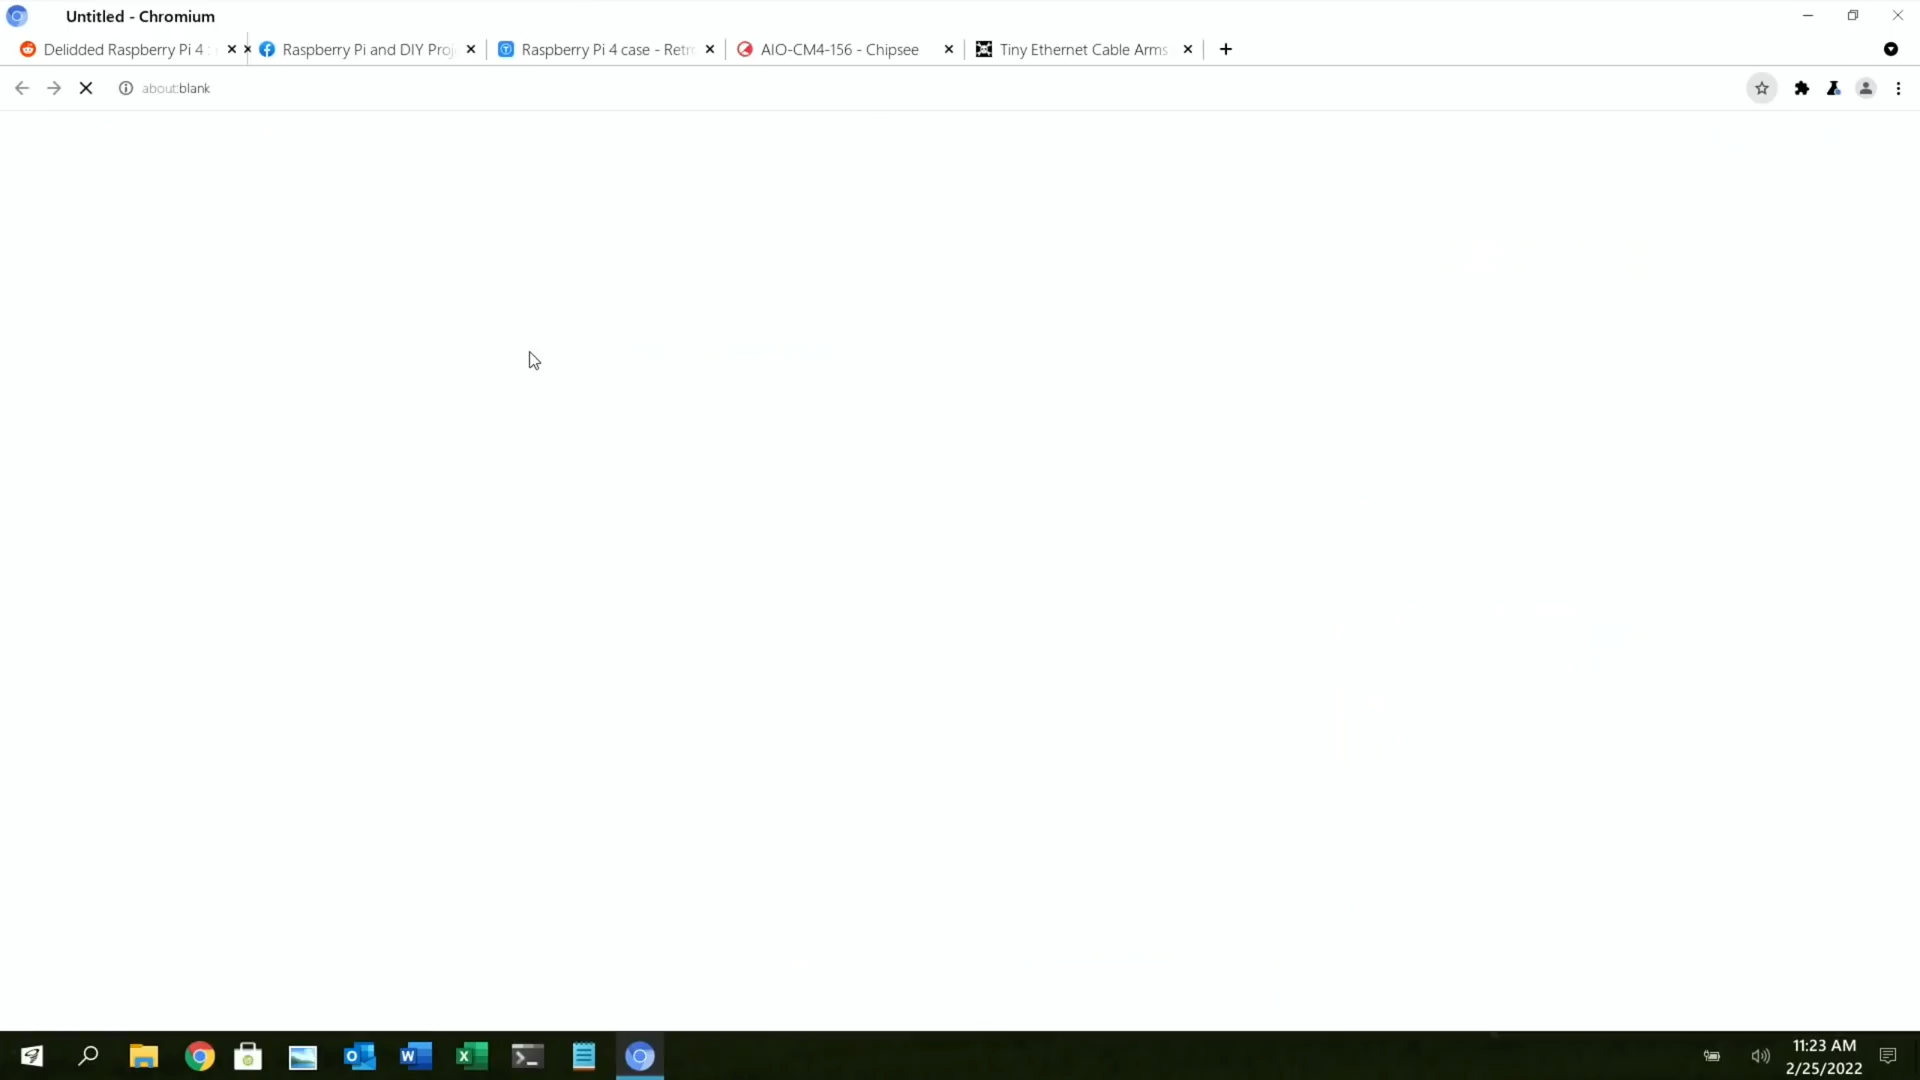 Untitled - Chromium
Delidded Raspberry Pi 4 :
Raspberry Pi and DIY Proj
Raspberry Pi 4 case - Retr
AIO-CM4-156 - Chipsee
Tiny Ethernet Cable Arms
about:blank
11:23 AM
2/25/2022